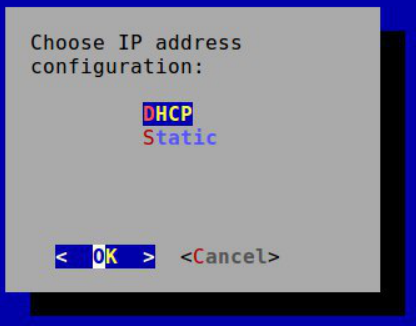 Choose IP address
configuration:
DHCP
Static
<  OK  > <Cancel>